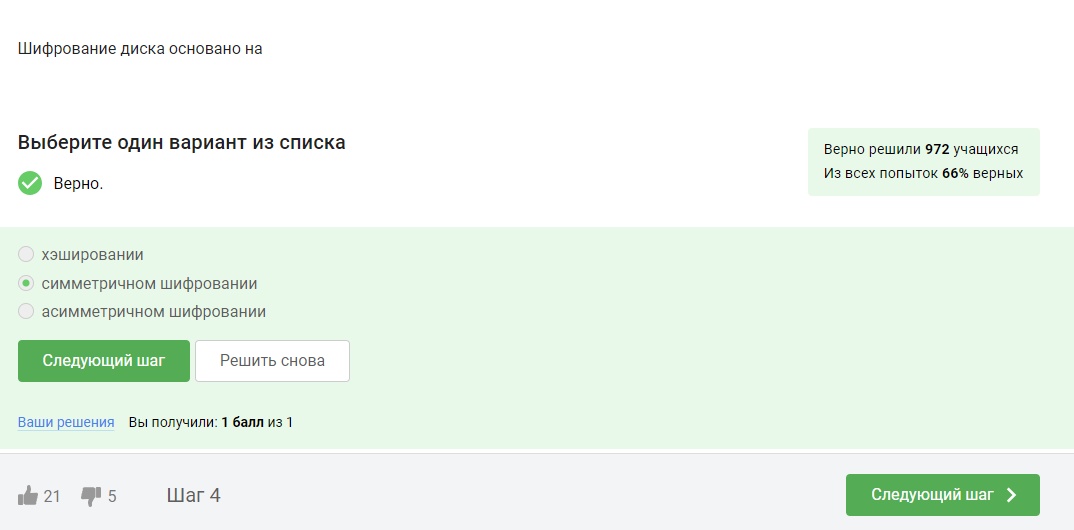 Шифрование диска основано на
Выберите один вариант из списка
Верно.
Верно решили 972 учащихся
Из всех попыток 66% верных
хэшировании
симметричном шифровании
асимметричном шифровании
Следующий шаг
Решить снова
Ваши решения Вы получили: 1 балл из 1
21 5 Шаг 4 Следующий шаг